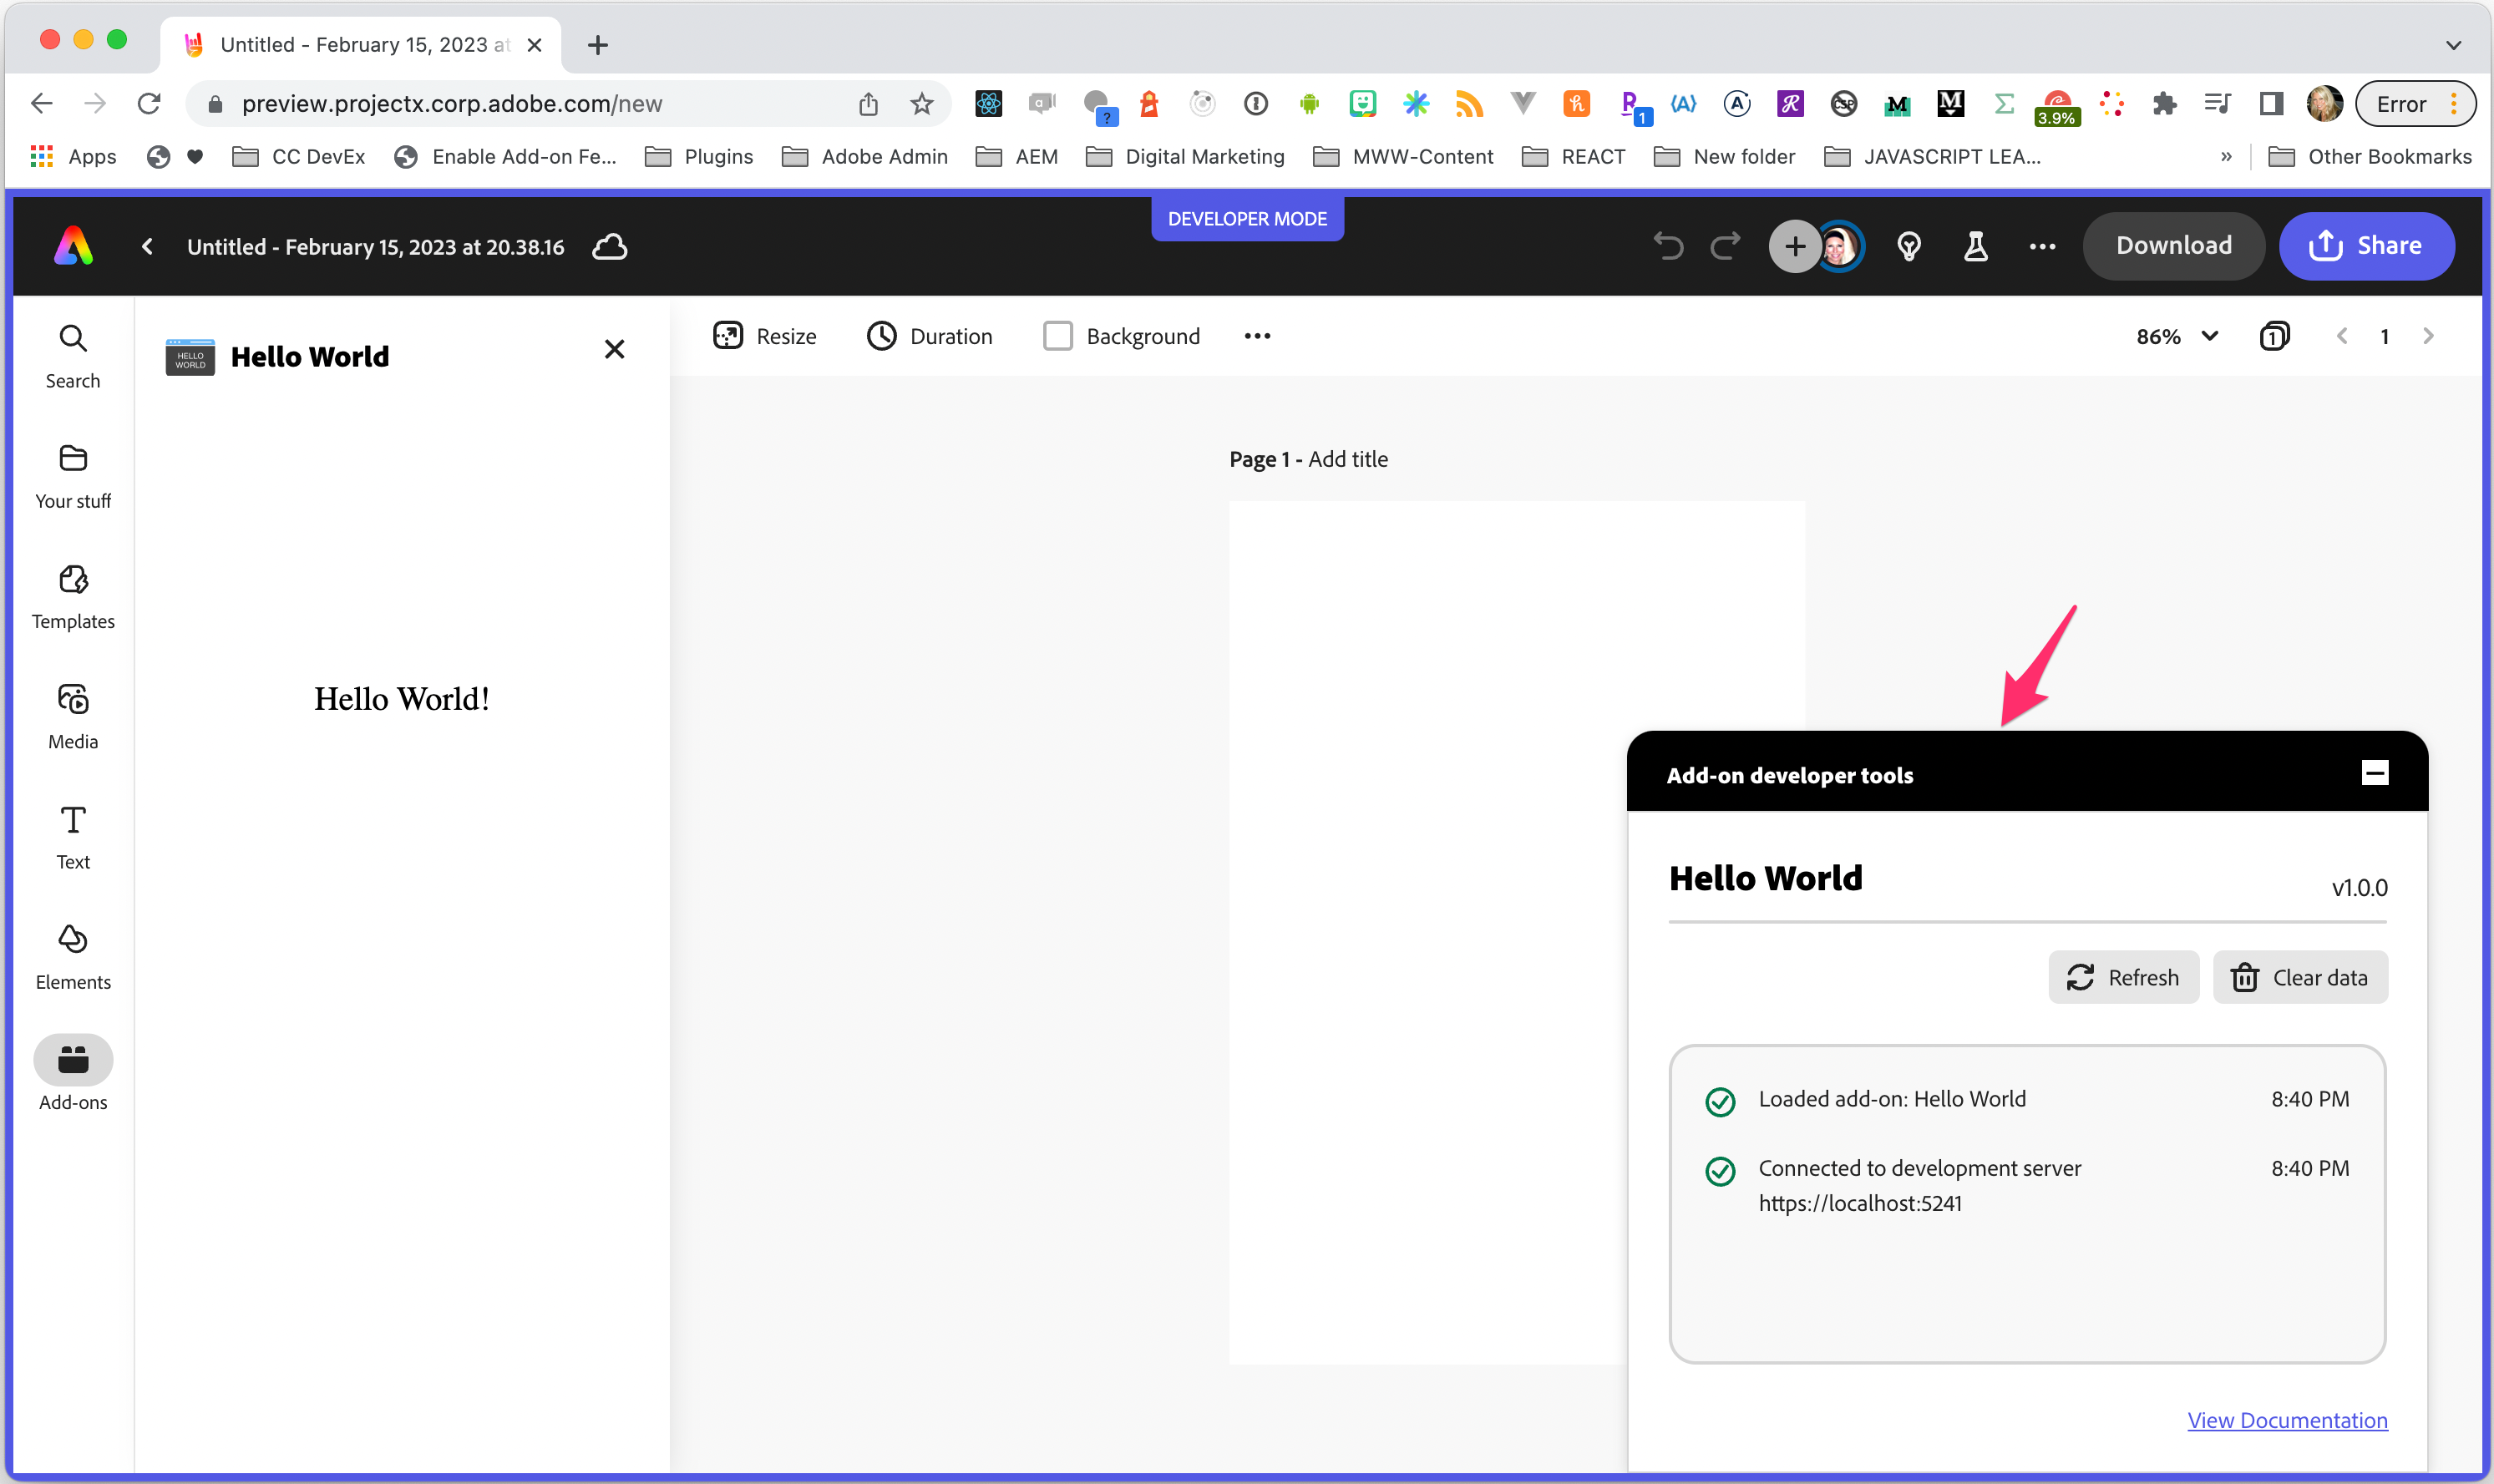 Untitled - February 15, 2023 at
preview.projectx.corp.adobe.com/new
a
?
1
CSP
M
M
3.9%
Error
Apps
CC DevEx
Enable Add-on Fe...
Plugins
Adobe Admin
AEM
Digital Marketing
MWW-Content
REACT
New folder
JAVASCRIPT LEA...
»
Other Bookmarks
DEVELOPER MODE
Untitled - February 15, 2023 at 20.38.16
Download
Share
Search
Your stuff
Templates
Media
Text
Elements
Add-ons
HELLO
WORLD
Hello World
Hello World!
Resize
Duration
Background
86%
1
1
Page 1 - Add title
Add-on developer tools
Hello World
v1.0.0
Refresh
Clear data
Loaded add-on: Hello World
8:40 PM
Connected to development server
8:40 PM
https://localhost:5241
View Documentation